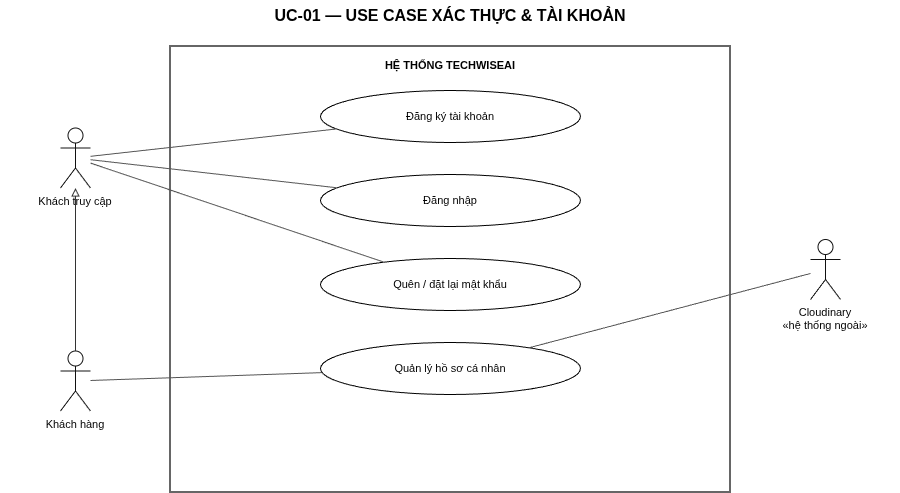 UC-01 — USE CASE XÁC THỰC & TÀI KHOẢN
HỆ THỐNG TECHWISEAI
Đăng ký tài khoản
Khách truy cập
Đăng nhập
Quên / đặt lại mật khẩu
Cloudinary
«hệ thống ngoài»
Quản lý hồ sơ cá nhân
Khách hàng